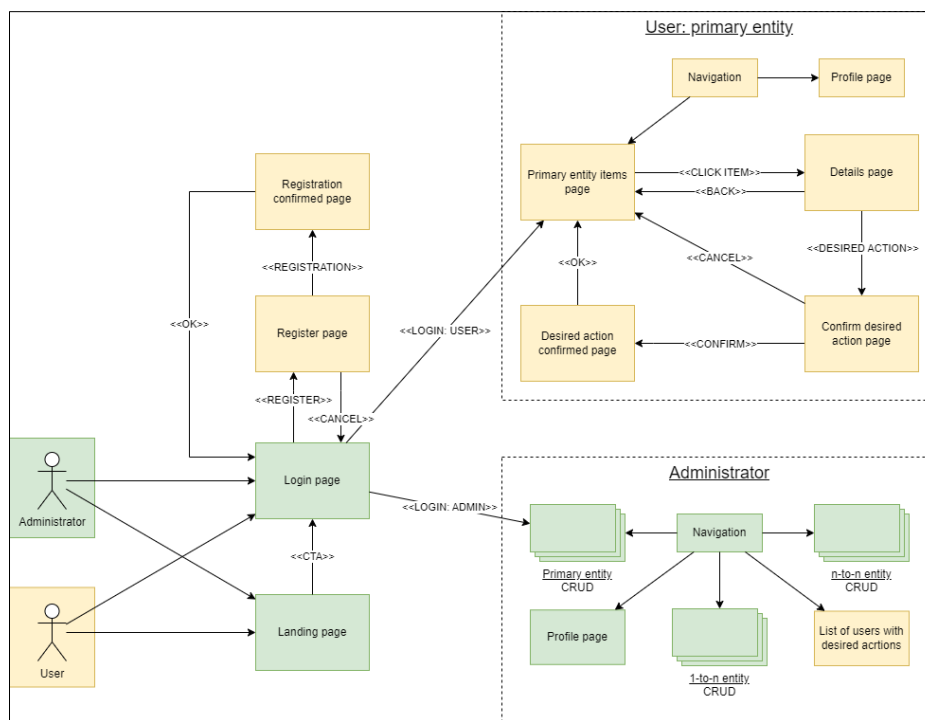 User: primary entity
Navigation
Profile page
Primary entity items
page
<<CLICK ITEM>>
<<BACK>>
Details page
<<DESIRED ACTION>>
<<CANCEL>>
<<OK>>
Desired action
confirmed page
<<CONFIRM>>
Confirm desired
action page
Registration
confirmed page
<<REGISTRATION>>
<<OK>>
Register page
<<LOGIN: USER>>
<<REGISTER>>
<<CANCEL>>
Administrator
Login page
<<LOGIN: ADMIN>>
<<CTA>>
User
Landing page
Administrator
Navigation
Primary entity
CRUD
n-to-n entity
CRUD
Profile page
1-to-n entity
CRUD
List of users with
desired acrtions